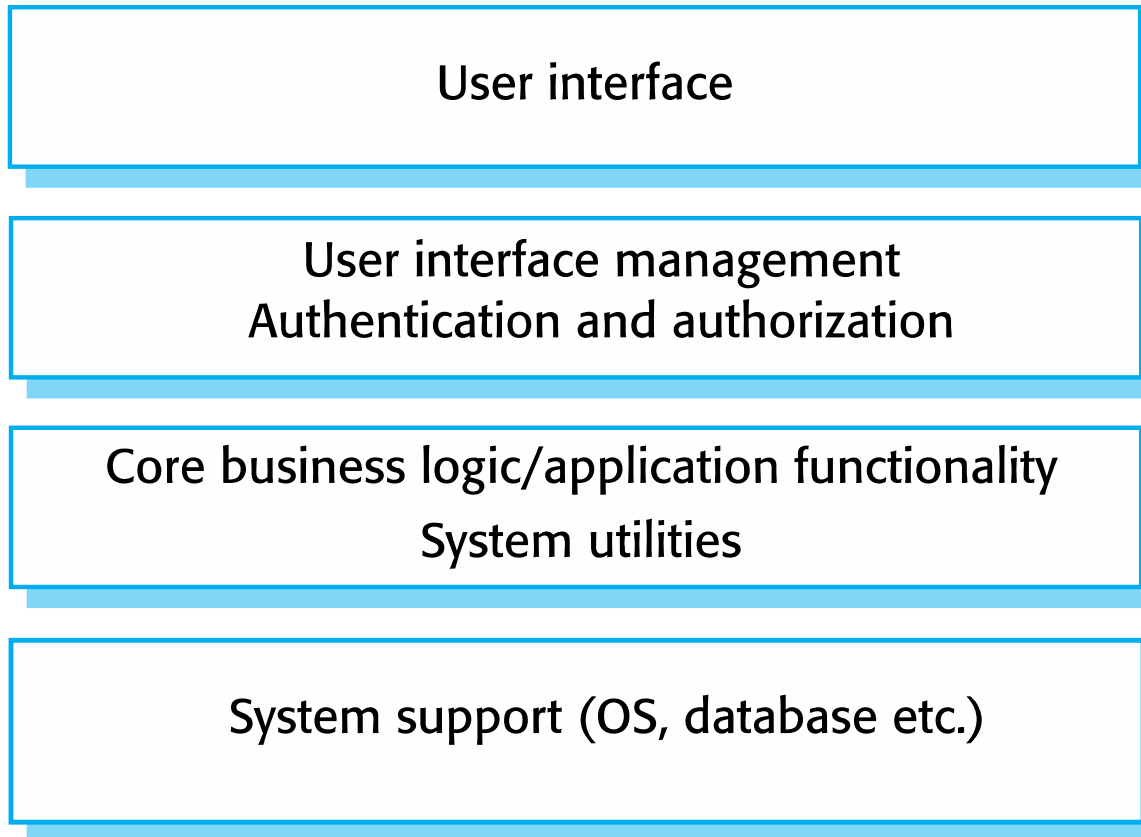 User interface
User interface management
Authentication and authorization
Core business logic/application functionality
System utilities
System support (OS, database etc.)